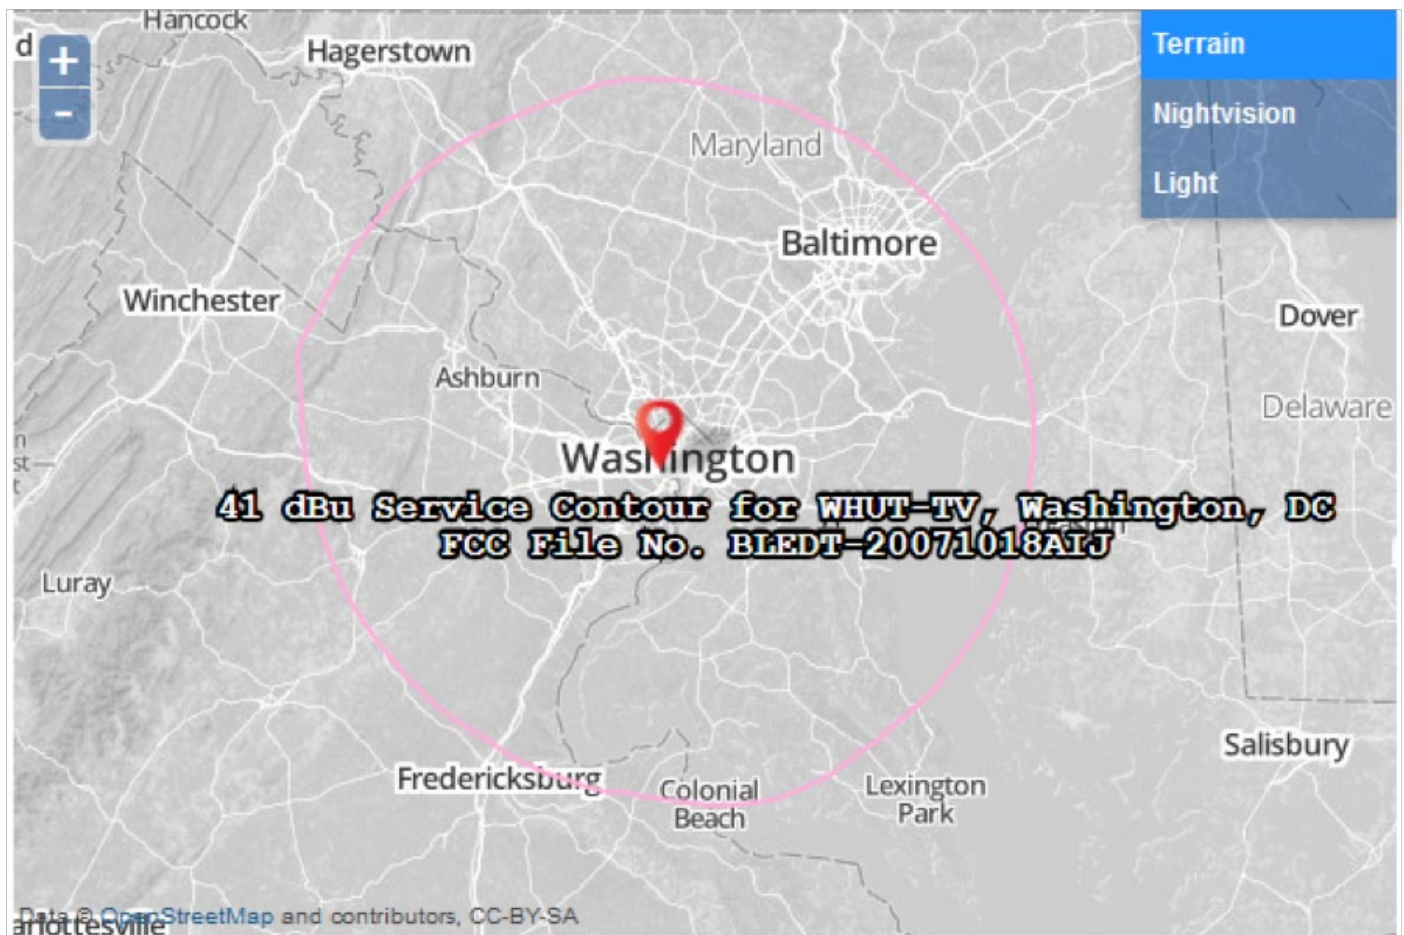 Hancock
d
+
Hagerstown
Terrain
Maryland
Nightvision
Light
–
Baltimore
Winchester
Dover
Ashburn
Delaware
n
st
t
Washington
41 dBu Service Contour for WHUT-TV, Washington, DC
FCC File No. BLEDT-20071018AIJ
Luray
Salisbury
Fredericksburg
Colonial
Beach
Lexington
Park
Data © OpenStreetMap and contributors, CC-BY-SA
arlottesville